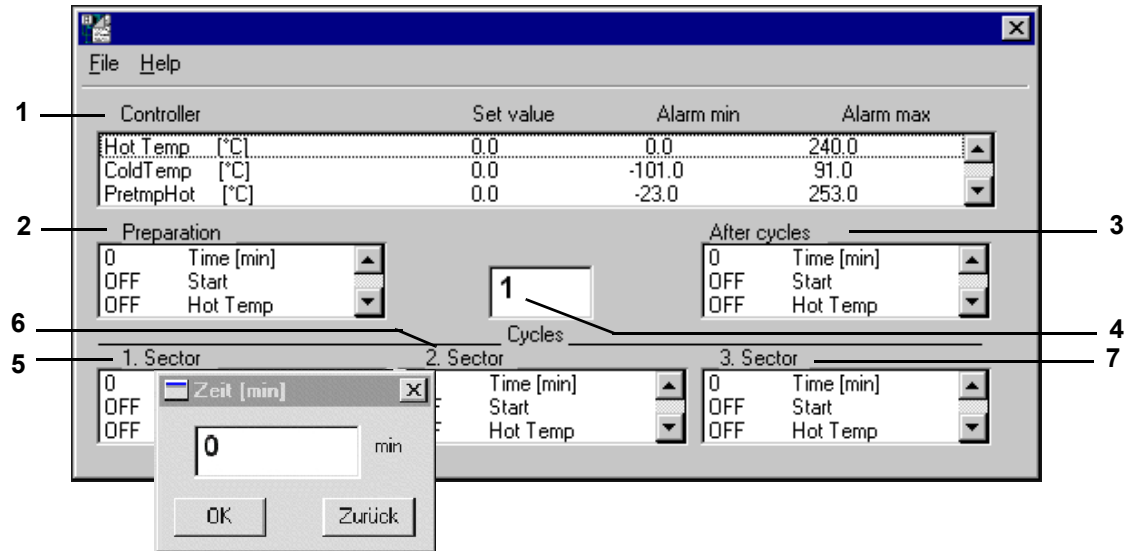 File Help
1 Controller Set value Alarm min Alarm max
Hot Temp [°C] 0.0 0.0 240.0
ColdTemp [°C] 0.0 -101.0 91.0
PretmpHot [°C] 0.0 -23.0 253.0
2 Preparation After cycles 3
0 Time [min] 0 Time [min]
OFF Start 1 OFF Start
OFF Hot Temp OFF Hot Temp
6 Cycles 4
5 1. Sector 2. Sector 3. Sector 7
0 Time [min] 0 Time [min]
OFF Start OFF Start
OFF Hot Temp OFF Hot Temp
Zeit [min]
0 min
OK Zurück